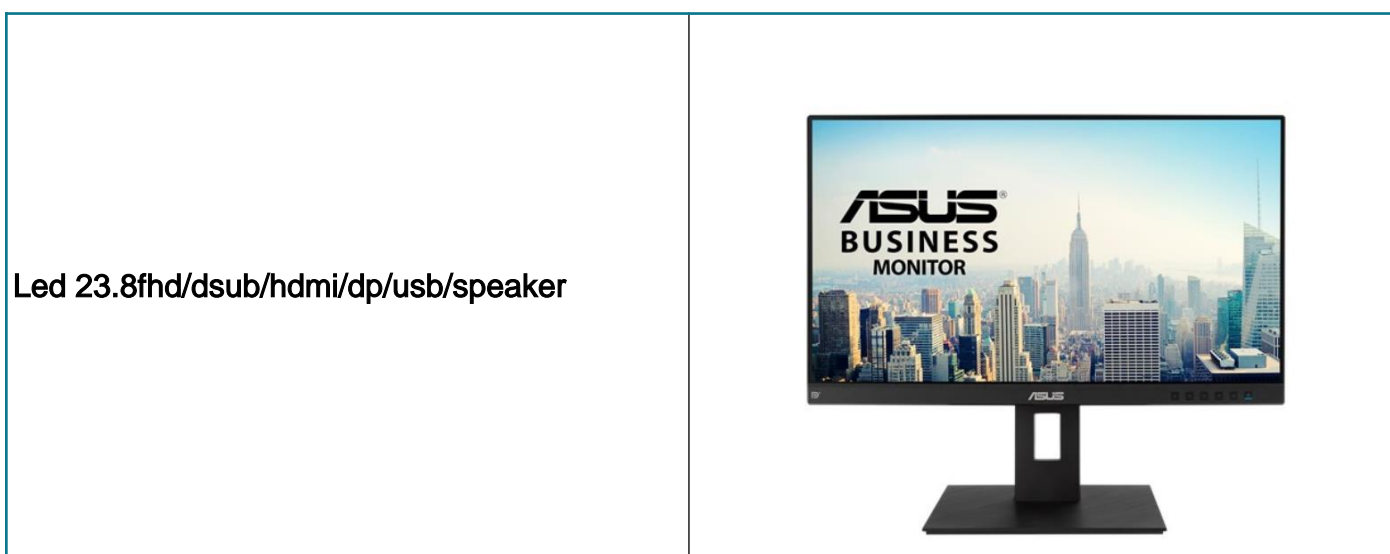 Led 23.8fhd/dsub/hdmi/dp/usb/speaker
ASUS®
BUSINESS
MONITOR
ASUS